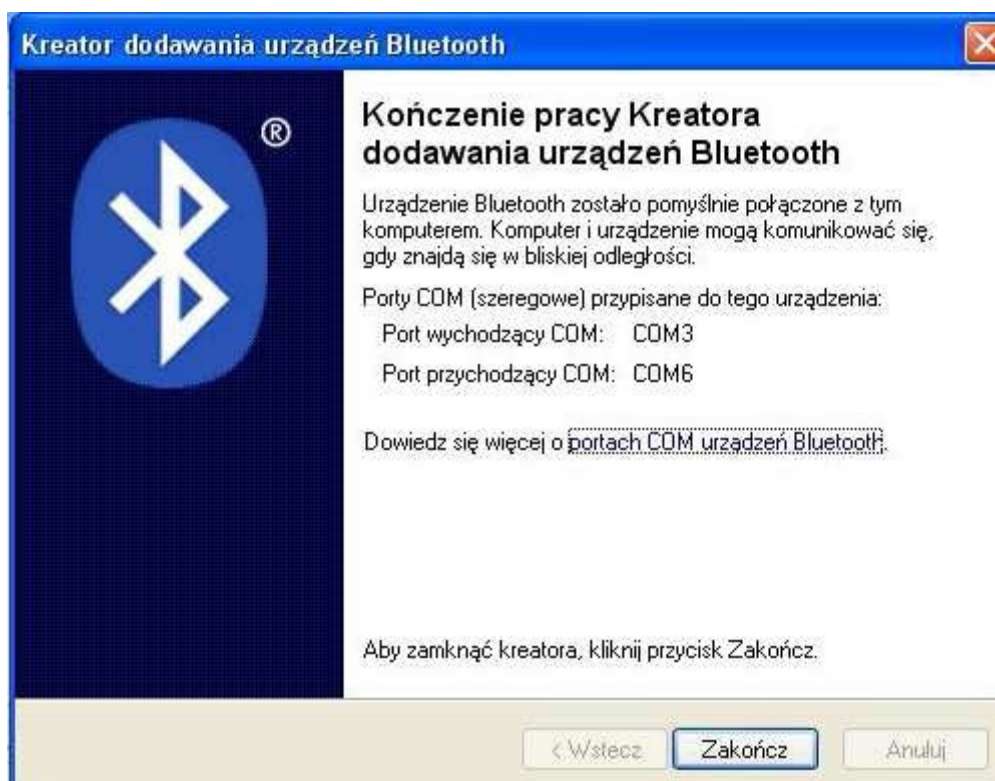 Kreator dodawania urządzeń Bluetooth
®
Kończenie pracy Kreatora
dodawania urządzeń Bluetooth
Urządzenie Bluetooth zostało pomyślnie połączone z tym
komputerem. Komputer i urządzenie mogą komunikować się,
gdy znajdą się w bliskiej odległości.
Porty COM (szeregowe) przypisane do tego urządzenia:
Port wychodzący COM: COM3
Port przychodzący COM: COM6
Dowiedz się więcej o portach COM urządzeń Bluetooth.
Aby zamknąć kreatora, kliknij przycisk Zakończ.
< Wstecz Zakończ Anuluj